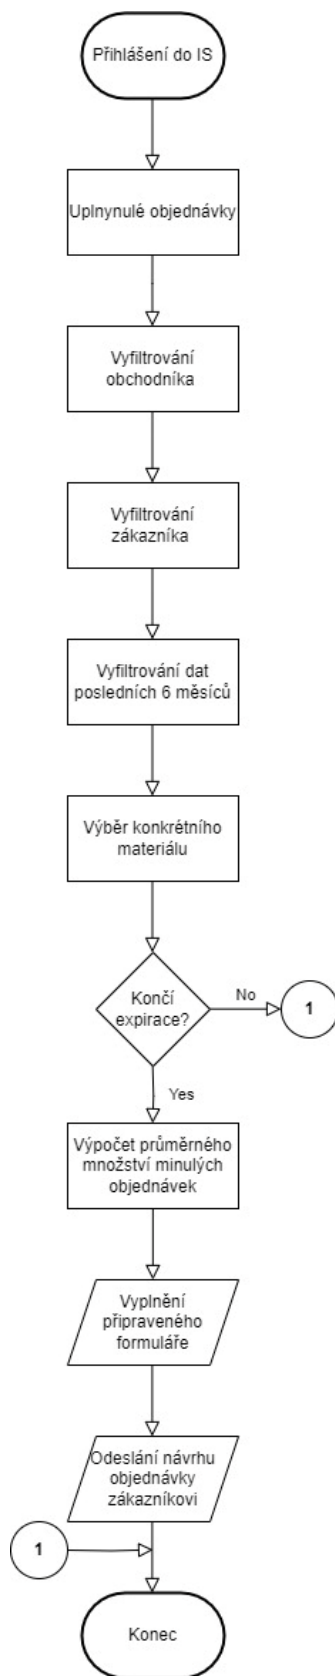 Přihlášení do IS
Uplnynulé objednávky
Vyfiltrování
obchodníka
Vyfiltrování
zákazníka
Vyfiltrování dat
posledních 6 měsíců
Výběr konkrétního
materiálu
Končí
expirace?
No
1
Yes
Výpočet průměrného
množství minulých
objednávek
Vyplnění
připraveného
formuláře
Odeslání návrhu
objednávky
zákazníkovi
1
Konec